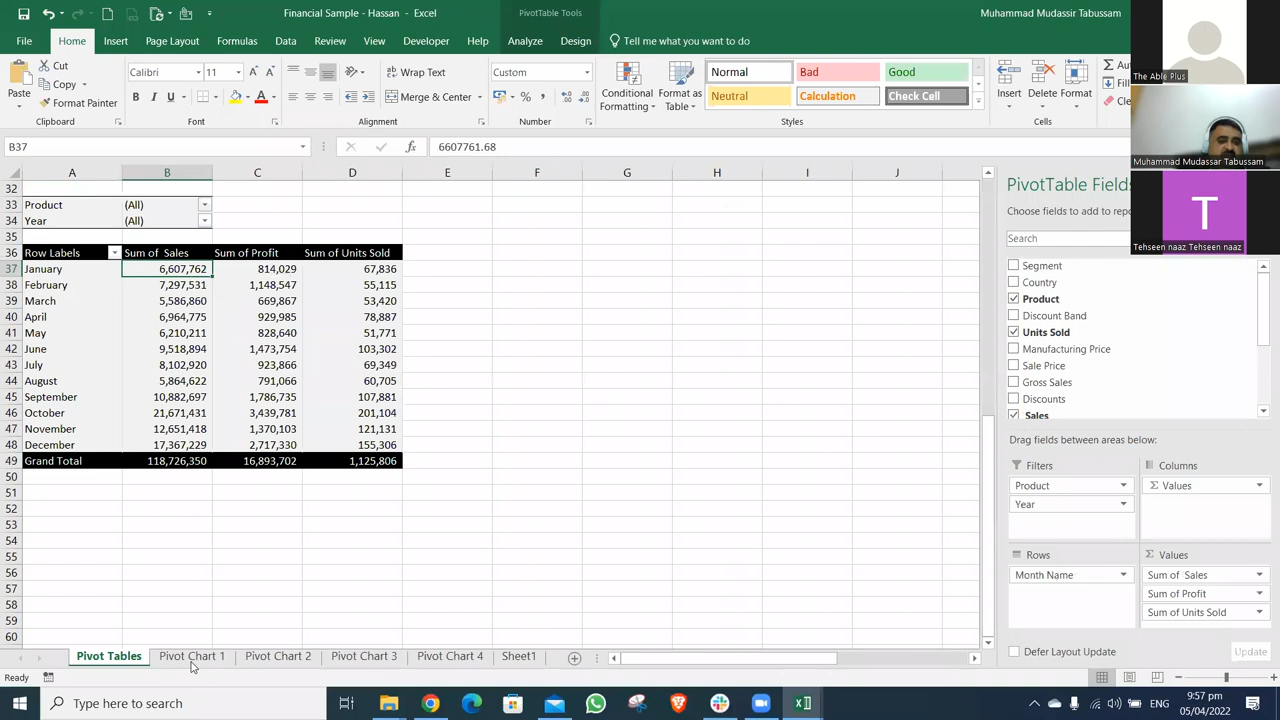 Financial Sample - Hassan - Excel
PivotTable Tools
Muhammad Mudassir Tabussam
File Home Insert Page Layout Formulas Data Review View Developer Help Analyze Design Tell me what you want to do
Paste
Cut
Copy
Format Painter
Clipboard
Calibri 11
B I U
Font
Wrap Text
Merge & Center
Alignment
Custom
Number
Conditional Formatting
Format as Table
Normal Bad Good
Neutral Calculation Check Cell
Styles
Insert Delete Format
Cells
The Able Plus
Muhammad Mudassar Tabussam
T
Tehseen naaz Tehseen naaz
B37 fx 6607761.68
A B C D E F G H I J
32
33 Product (All)
34 Year (All)
35
36 Row Labels Sum of Sales Sum of Profit Sum of Units Sold
37 January 6,607,762 814,029 67,836
38 February 7,297,531 1,148,547 55,115
39 March 5,586,860 669,867 53,420
40 April 6,964,775 929,985 78,887
41 May 6,210,211 828,640 51,771
42 June 9,518,894 1,473,754 103,302
43 July 8,102,920 923,866 69,349
44 August 5,864,622 791,066 60,705
45 September 10,882,697 1,786,735 107,881
46 October 21,671,431 3,439,781 201,104
47 November 12,651,418 1,370,103 121,131
48 December 17,367,229 2,717,330 155,306
49 Grand Total 118,726,350 16,893,702 1,125,806
50
51
52
53
54
55
56
57
58
59
60
PivotTable Fields
Choose fields to add to repo
Search
Segment
Country
Product
Discount Band
Units Sold
Manufacturing Price
Sale Price
Gross Sales
Discounts
Sales
Drag fields between areas below:
Filters
Product
Year
Columns
Σ Values
Rows
Month Name
Σ Values
Sum of Sales
Sum of Profit
Sum of Units Sold
Defer Layout Update Update
Pivot Tables Pivot Chart 1 Pivot Chart 2 Pivot Chart 3 Pivot Chart 4 Sheet1
Ready
Type here to search
ENG
9:57 pm
05/04/2022